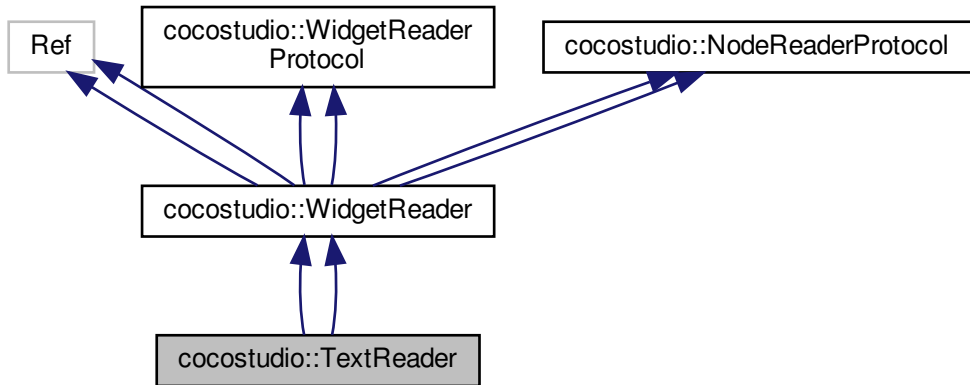 Ref
cocostudio::WidgetReader
Protocol
cocostudio::NodeReaderProtocol
cocostudio::WidgetReader
cocostudio::TextReader